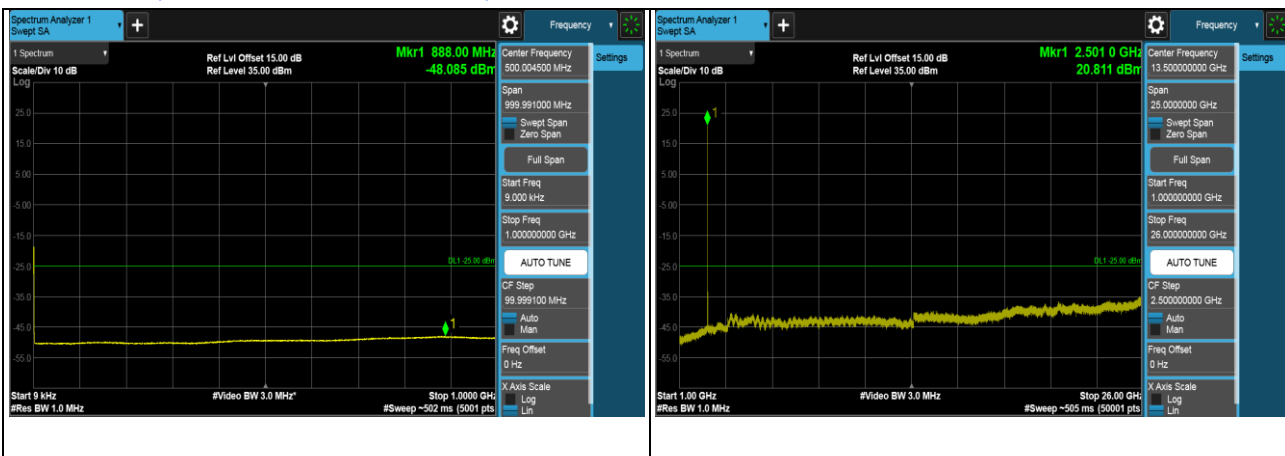 Spectrum Analyzer 1
Swept SA
+
Frequency
1 Spectrum
Scale/Div 10 dB
Log
Ref Lvl Offset 15.00 dB
Ref Level 35.00 dBm
Mkr1 888.00 MHz
-48.085 dBm
25.0
15.0
5.00
-5.00
-15.0
-25.0
-35.0
-45.0
-55.0
DL1 -25.00 dBm
1
Start 9 kHz
#Res BW 1.0 MHz
#Video BW 3.0 MHz*
Stop 1.0000 GHz
#Sweep ~502 ms (5001 pts
Center Frequency
500.004500 MHz
Span
999.991000 MHz
Swept Span
Zero Span
Full Span
Start Freq
9.000 kHz
Stop Freq
1.000000000 GHz
AUTO TUNE
CF Step
99.999100 MHz
Auto
Man
Freq Offset
0 Hz
X Axis Scale
Log
Lin
Settings
Spectrum Analyzer 1
Swept SA
+
Frequency
1 Spectrum
Scale/Div 10 dB
Log
Ref Lvl Offset 15.00 dB
Ref Level 35.00 dBm
Mkr1 2.501 0 GHz
20.811 dBm
25.0
15.0
5.00
-5.00
-15.0
-25.0
-35.0
-45.0
-55.0
DL1 -25.00 dBm
1
Start 1.00 GHz
#Res BW 1.0 MHz
#Video BW 3.0 MHz
Stop 26.00 GHz
#Sweep ~505 ms (50001 pts
Center Frequency
13.500000000 GHz
Span
25.0000000 GHz
Swept Span
Zero Span
Full Span
Start Freq
1.000000000 GHz
Stop Freq
26.000000000 GHz
AUTO TUNE
CF Step
2.500000000 GHz
Auto
Man
Freq Offset
0 Hz
X Axis Scale
Log
Lin
Settings